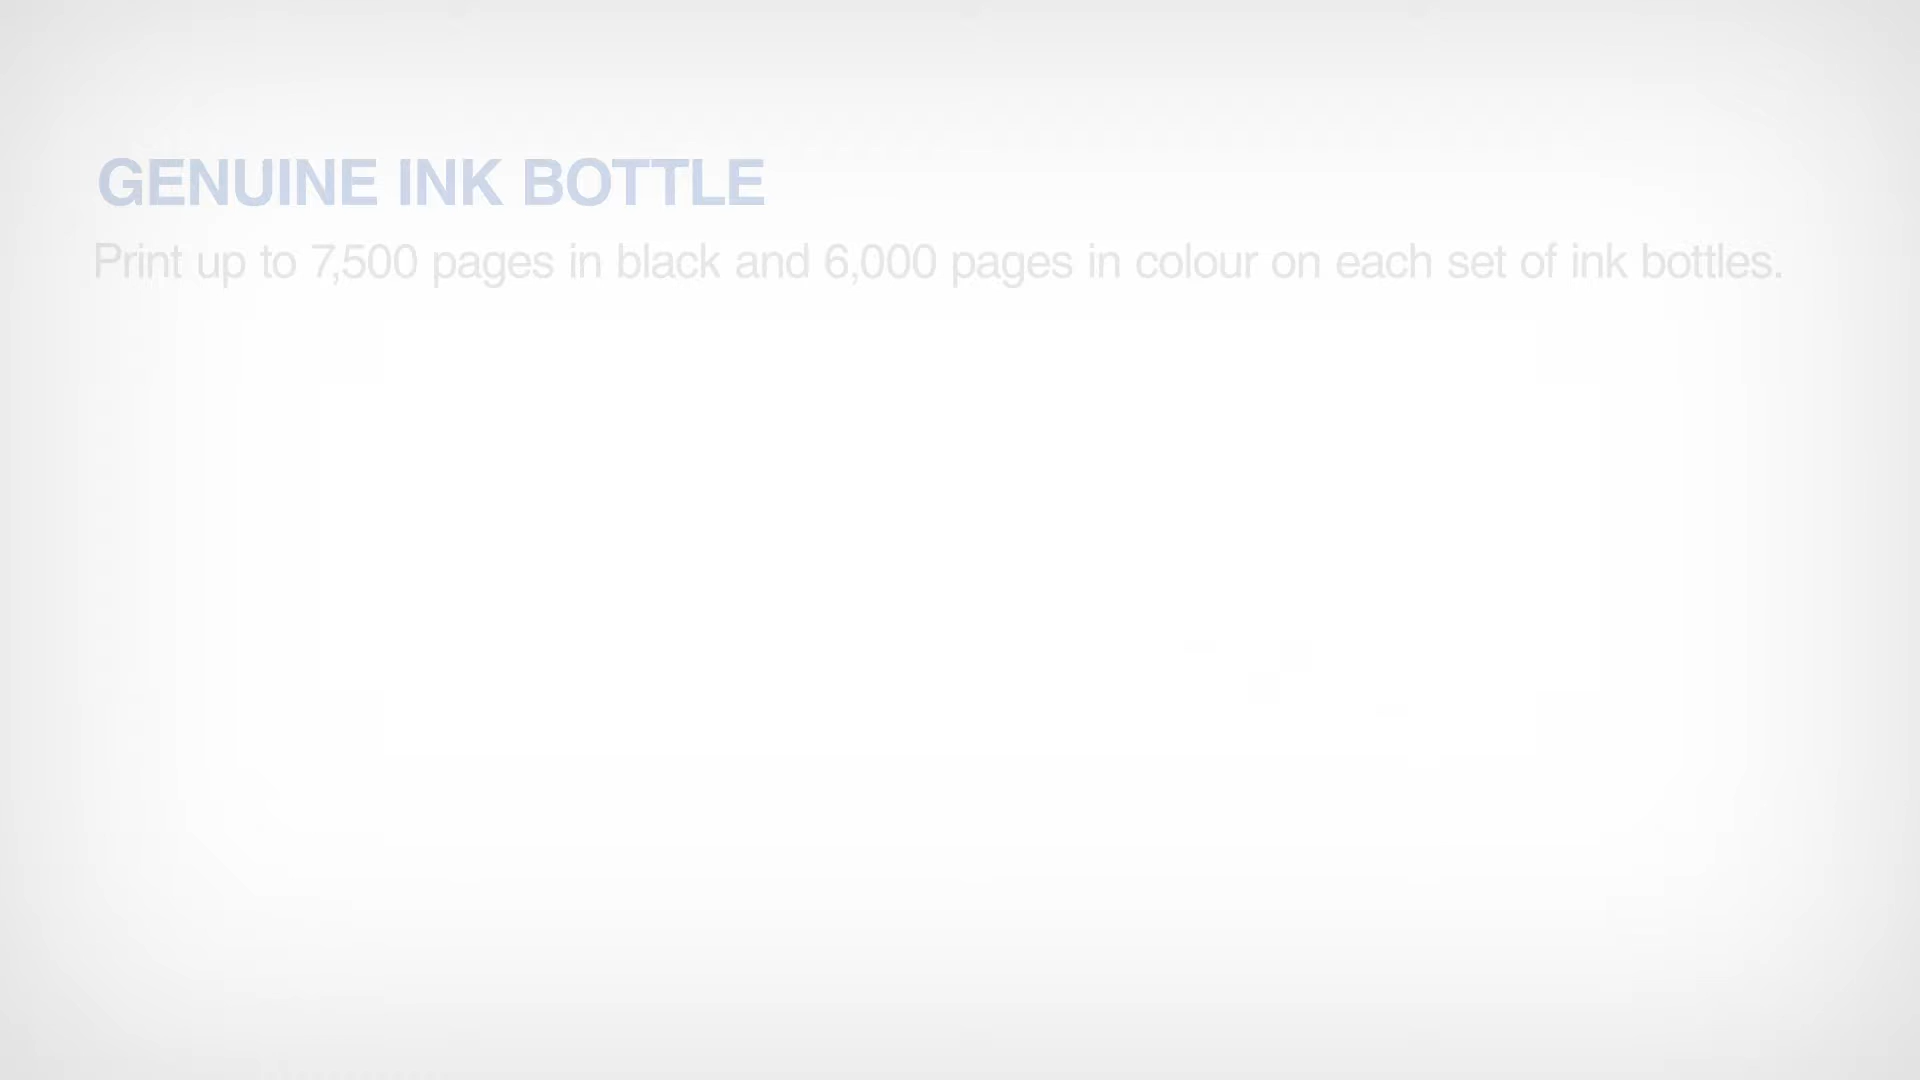 GENUINE INK BOTTLE
Print up to 7,500 pages in black and 6,000 pages in colour on each set of ink bottles.